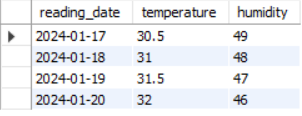 reading_date temperature humidity
2024-01-17 30.5 49
2024-01-18 31 48
2024-01-19 31.5 47
2024-01-20 32 46